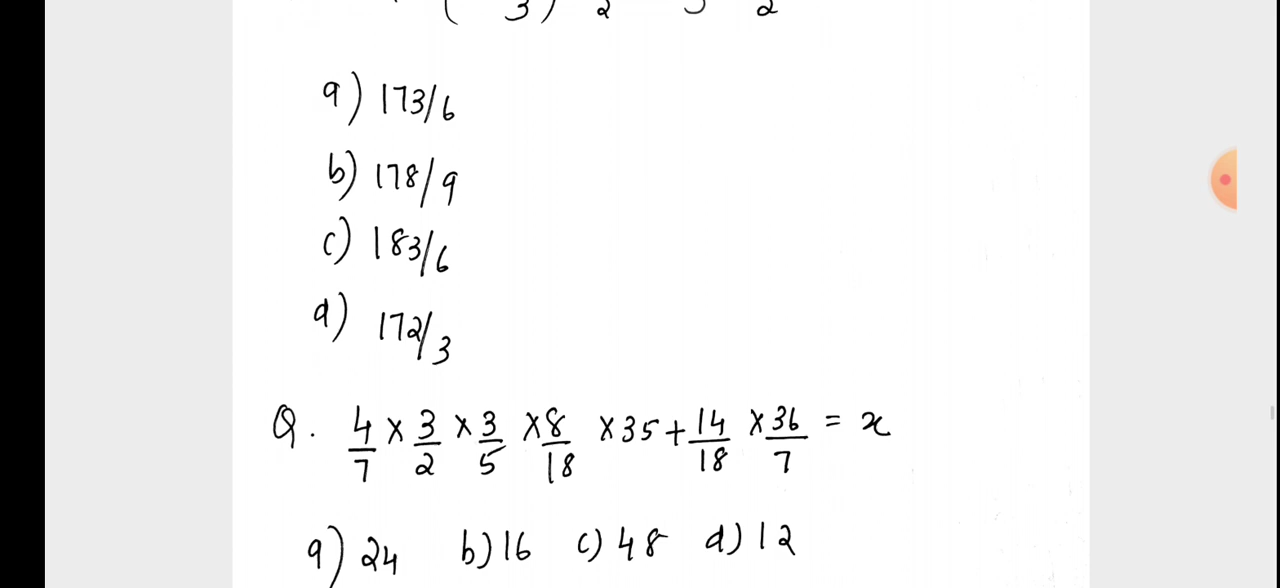 a) 173/6
b) 178/9
c) 183/6
d) 172/3
Q. 4/7 × 3/2 × 3/5 × 8/18 × 35 + 14/18 × 36/7 = x
a) 24 b) 16 c) 48 d) 12